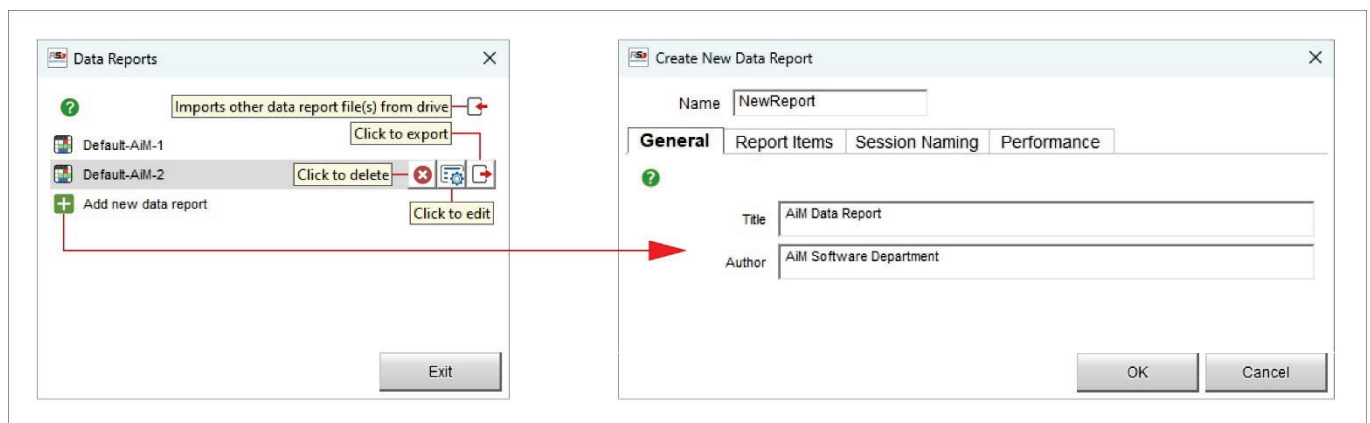 Data Reports
Imports other data report file(s) from drive
Click to export
Default-AiM-1
Default-AiM-2
Click to delete
Add new data report
Click to edit
Exit
Create New Data Report
Name NewReport
General Report Items Session Naming Performance
Title AiM Data Report
Author AiM Software Department
OK Cancel